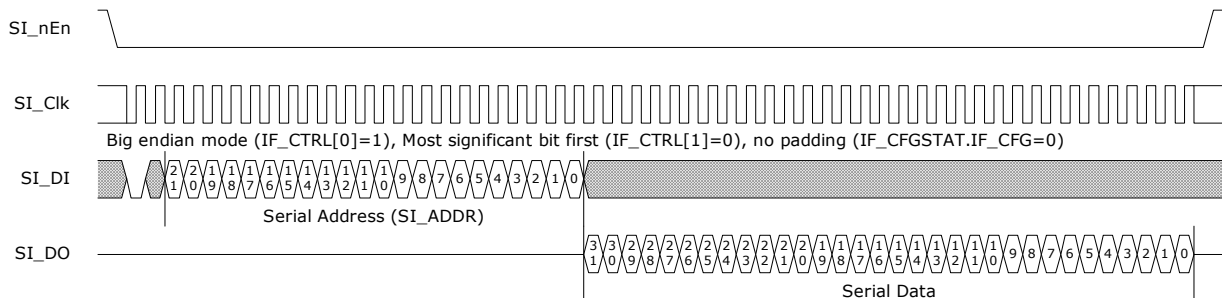 SI_nEn
SI_Clk
Big endian mode (IF_CTRL[0]=1), Most significant bit first (IF_CTRL[1]=0), no padding (IF_CFGSTAT.IF_CFG=0)
SI_DI 21 20 19 18 17 16 15 14 13 12 11 10 9 8 7 6 5 4 3 2 1 0
Serial Address (SI_ADDR)
SI_DO 31 30 29 28 27 26 25 24 23 22 21 20 19 18 17 16 15 14 13 12 11 10 9 8 7 6 5 4 3 2 1 0
Serial Data